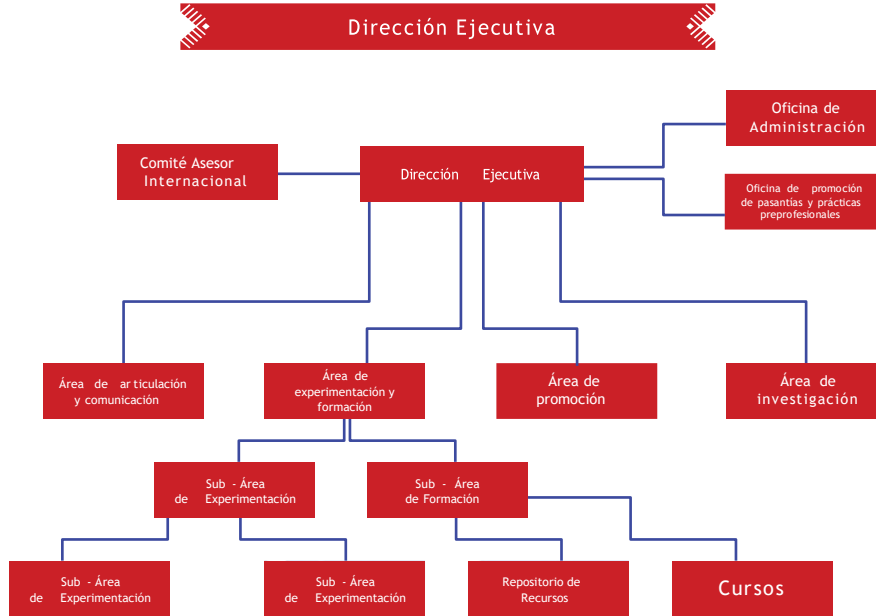 Dirección Ejecutiva
Oficina de
Administración
Comité Asesor
Internacional
Dirección Ejecutiva
Oficina de promoción
de pasantías y prácticas
preprofesionales
Área de articulación
y comunicación
Área de
experimentación y
formación
Área de
promoción
Área de
investigación
Sub - Área
de Experimentación
Sub - Área
de Formación
Sub - Área
de Experimentación
Sub - Área
de Experimentación
Repositorio de
Recursos
Cursos